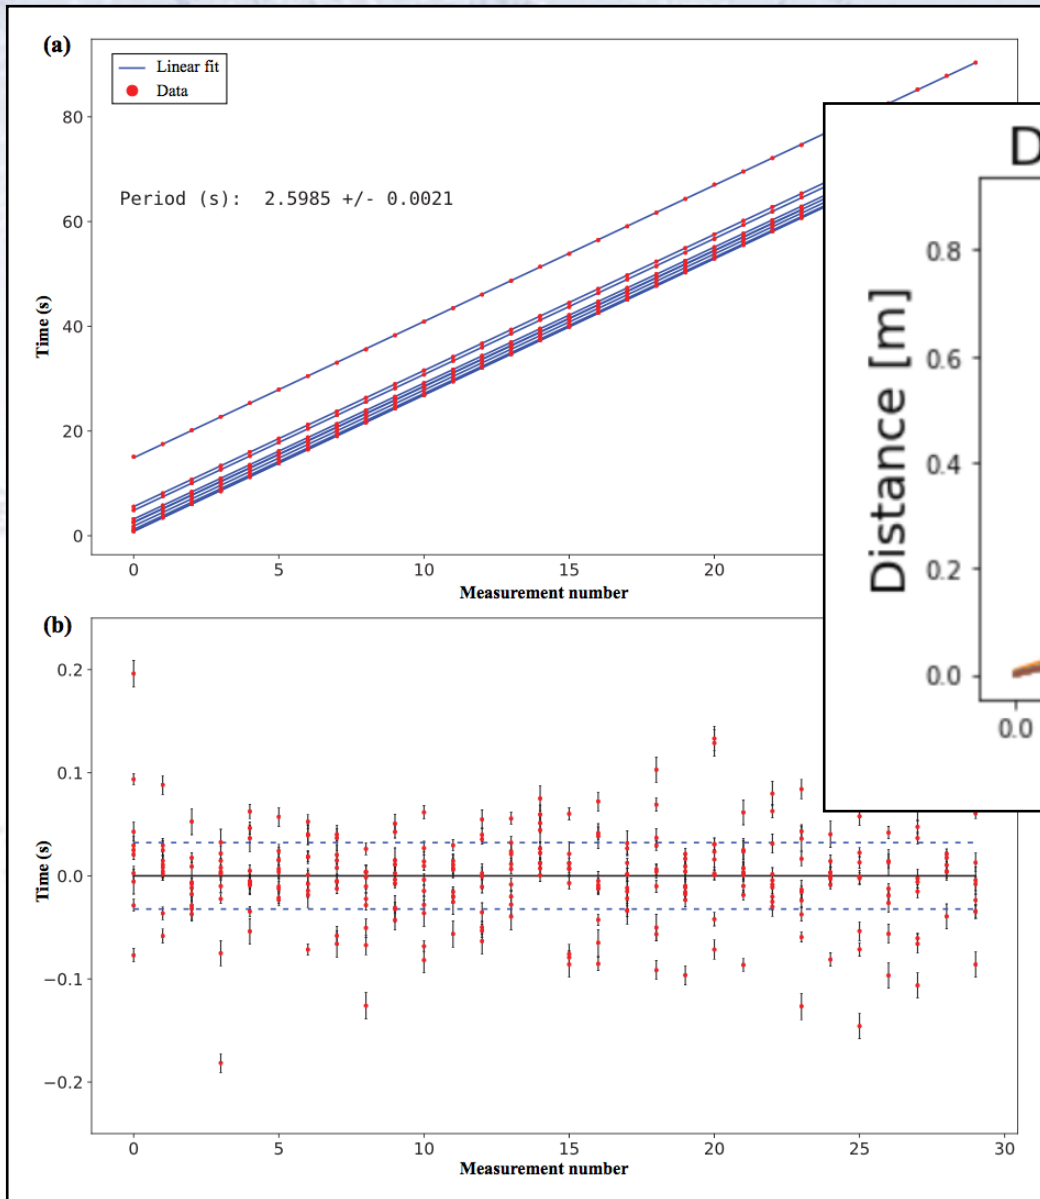 (a)
Linear fit
Data
Period (s): 2.5985 +/- 0.0021
Time (s)
80
60
40
20
0
0 5 10 15 20
Measurement number
D
Distance [m]
0.8
0.6
0.4
0.2
0.0
0.0
(b)
Time (s)
0.2
0.1
0.0
−0.1
−0.2
0 5 10 15 20 25 30
Measurement number